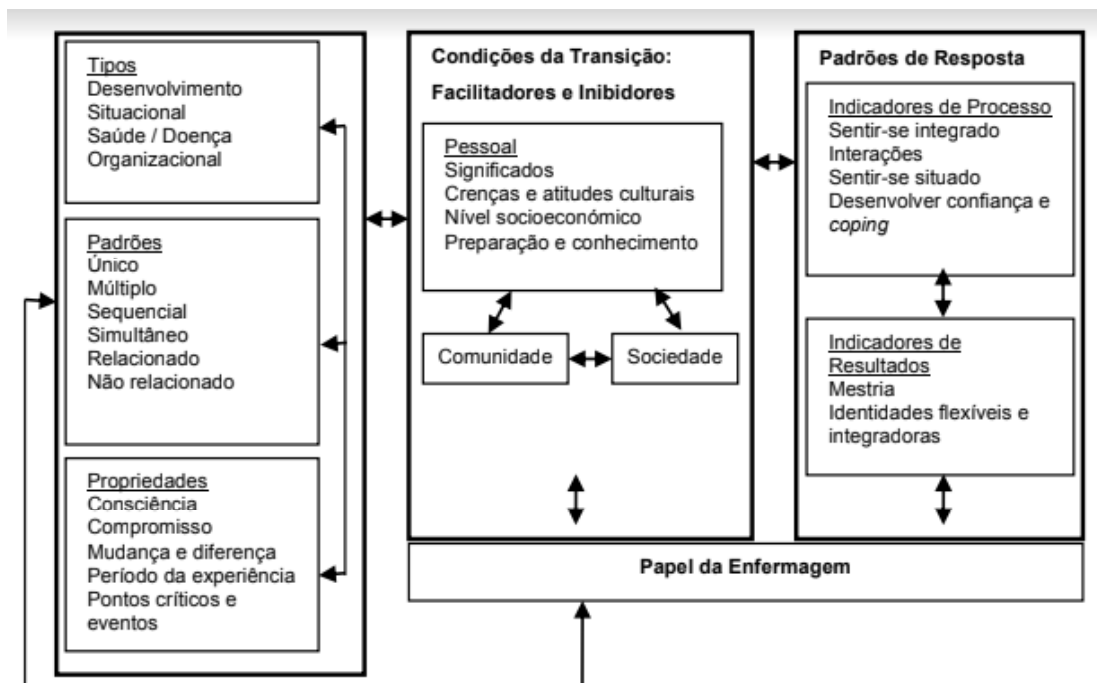 Tipos
Desenvolvimento
Situacional
Saúde / Doença
Organizacional
Padrões
Único
Múltiplo
Sequencial
Simultâneo
Relacionado
Não relacionado
Propriedades
Consciência
Compromisso
Mudança e diferença
Período da experiência
Pontos críticos e
eventos
Condições da Transição:
Facilitadores e Inibidores
Pessoal
Significados
Crenças e atitudes culturais
Nível socioeconómico
Preparação e conhecimento
Comunidade
Sociedade
Padrões de Resposta
Indicadores de Processo
Sentir-se integrado
Interações
Sentir-se situado
Desenvolver confiança e
coping
Indicadores de
Resultados
Mestria
Identidades flexíveis e
integradoras
Papel da Enfermagem